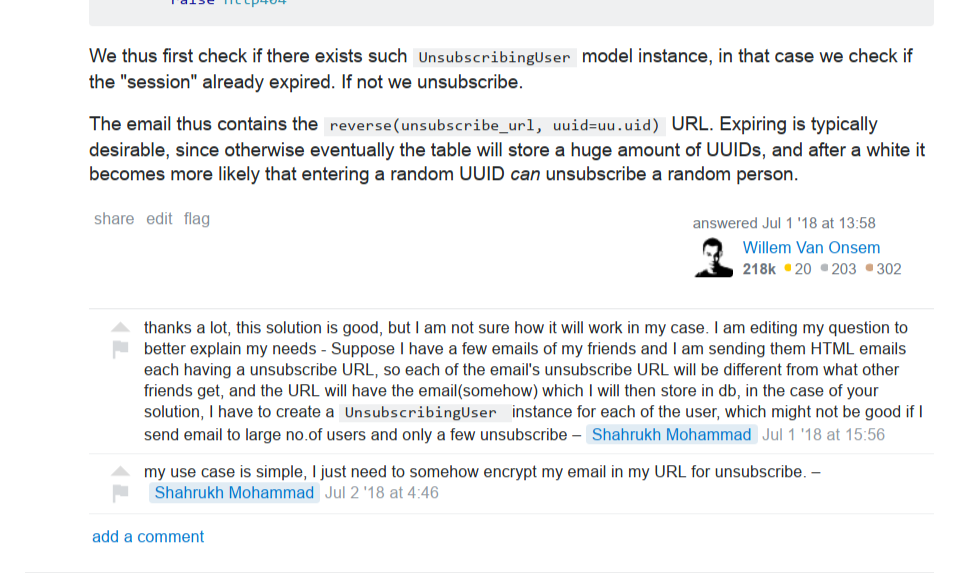 False Http404
We thus first check if there exists such UnsubscribingUser model instance, in that case we check if
the "session" already expired. If not we unsubscribe.
The email thus contains the reverse(unsubscribe_url, uuid=uu.uid) URL. Expiring is typically
desirable, since otherwise eventually the table will store a huge amount of UUIDs, and after a white it
becomes more likely that entering a random UUID can unsubscribe a random person.
share edit flag
answered Jul 1 '18 at 13:58
Willem Van Onsem
218k 20 203 302
thanks a lot, this solution is good, but I am not sure how it will work in my case. I am editing my question to
better explain my needs - Suppose I have a few emails of my friends and I am sending them HTML emails
each having a unsubscribe URL, so each of the email's unsubscribe URL will be different from what other
friends get, and the URL will have the email(somehow) which I will then store in db, in the case of your
solution, I have to create a UnsubscribingUser instance for each of the user, which might not be good if I
send email to large no.of users and only a few unsubscribe – Shahrukh Mohammad Jul 1 '18 at 15:56
my use case is simple, I just need to somehow encrypt my email in my URL for unsubscribe. –
Shahrukh Mohammad Jul 2 '18 at 4:46
add a comment